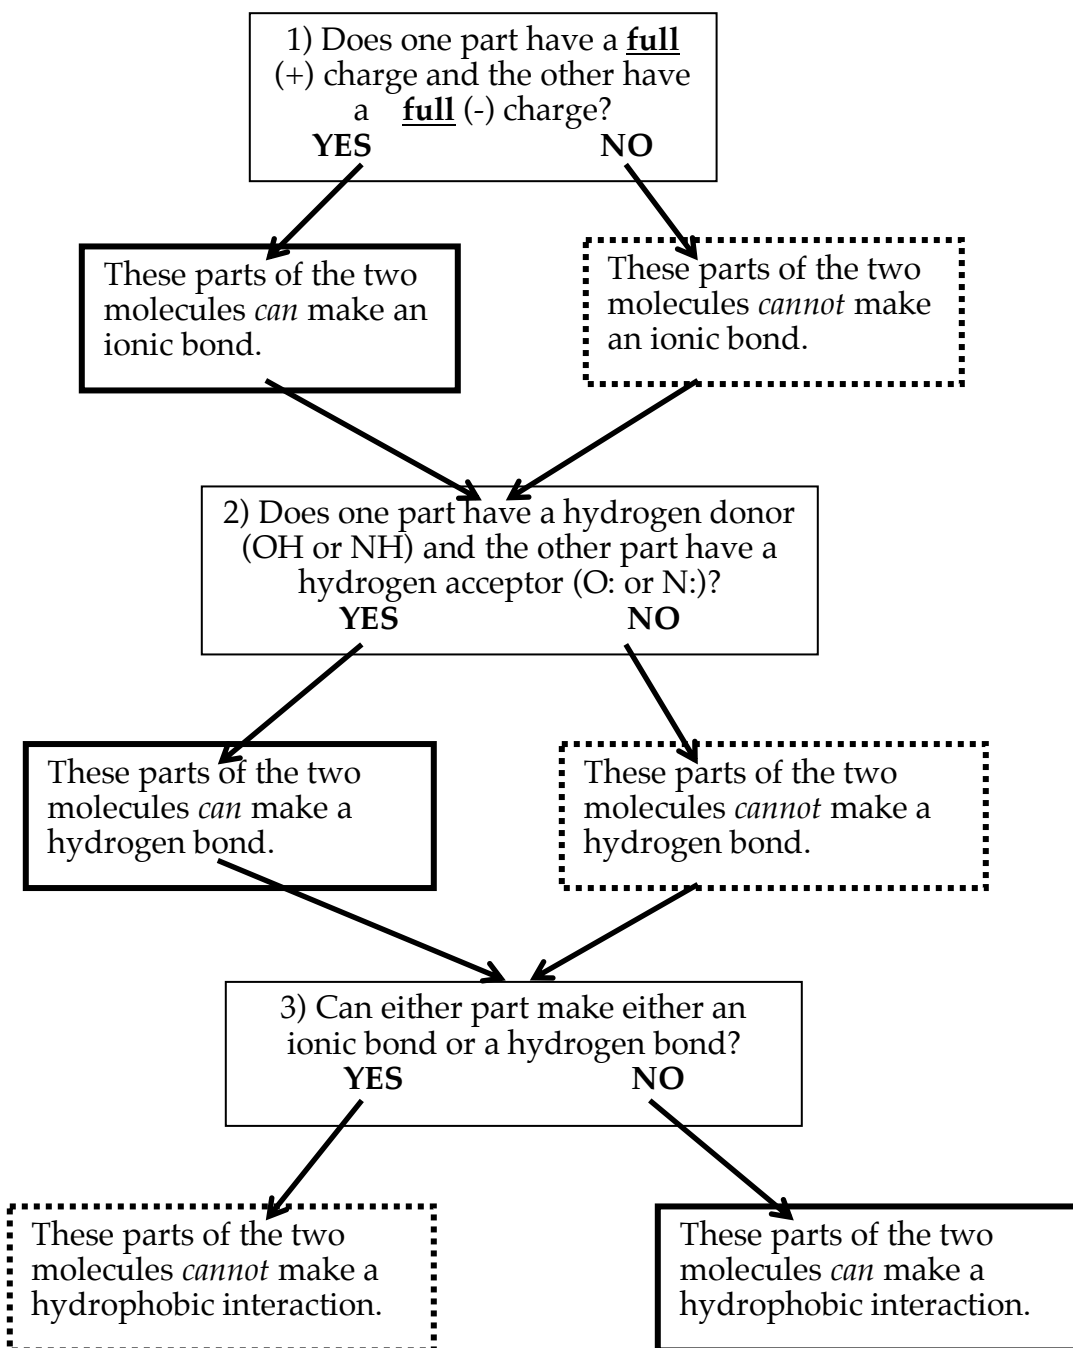 1) Does one part have a full
(+) charge and the other have
a full (-) charge?
YES NO
These parts of the two
molecules can make an
ionic bond.
These parts of the two
molecules cannot make
an ionic bond.
2) Does one part have a hydrogen donor
(OH or NH) and the other part have a
hydrogen acceptor (O: or N:)?
YES NO
These parts of the two
molecules can make a
hydrogen bond.
These parts of the two
molecules cannot make a
hydrogen bond.
3) Can either part make either an
ionic bond or a hydrogen bond?
YES NO
These parts of the two
molecules cannot make a
hydrophobic interaction.
These parts of the two
molecules can make a
hydrophobic interaction.